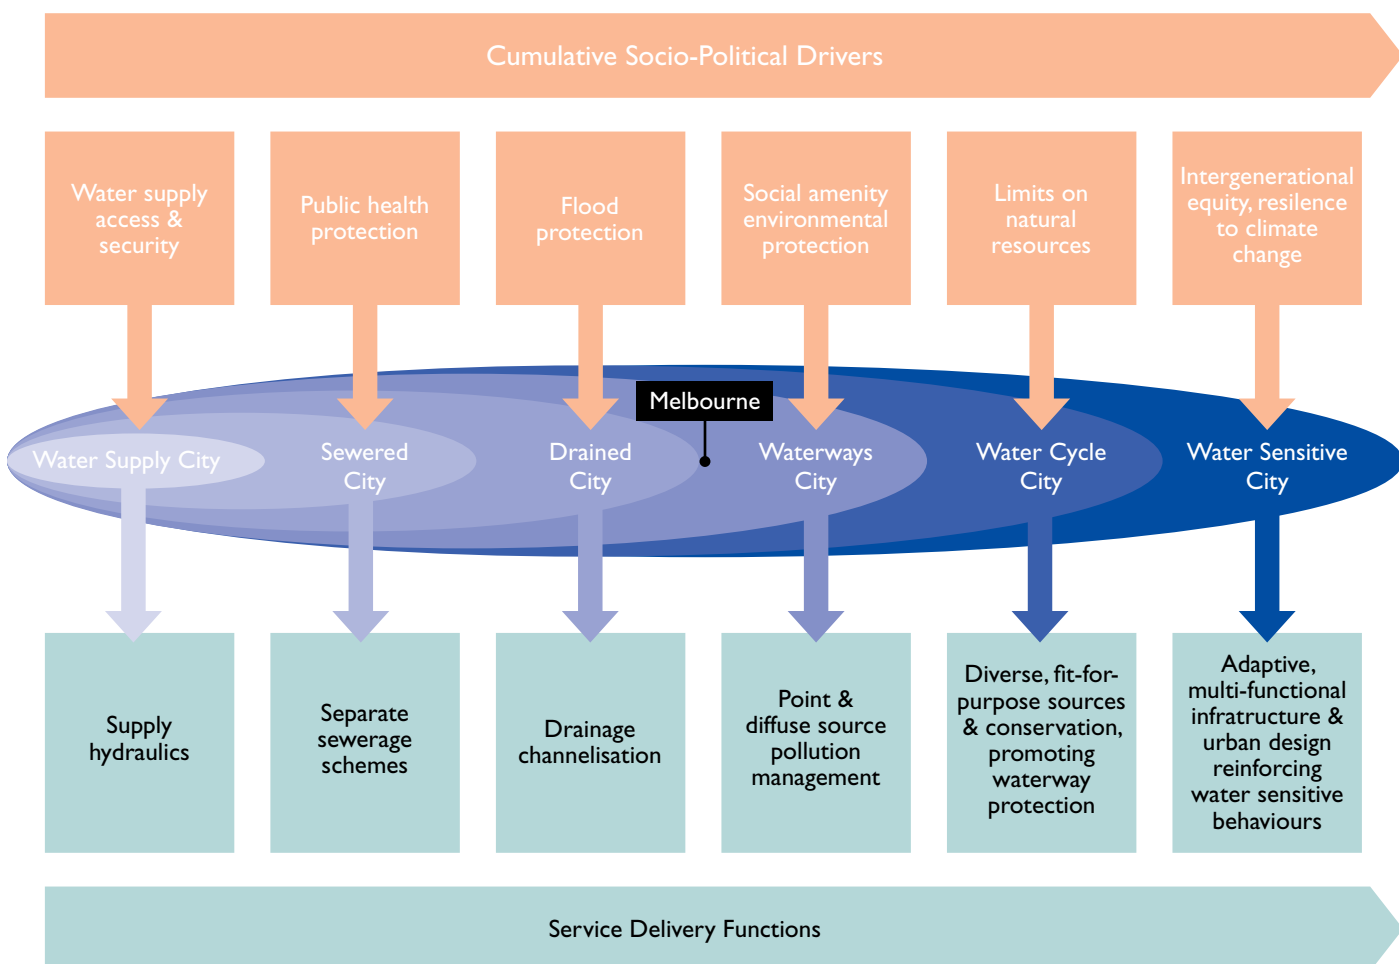 Cumulative Socio-Political Drivers
Water supply
access &
security
Public health
protection
Flood
protection
Social amenity
environmental
protection
Limits on
natural
resources
Intergenerational
equity, resilence
to climate
change
Melbourne
Water Supply City
Sewered
City
Drained
City
Waterways
City
Water Cycle
City
Water Sensitive
City
Supply
hydraulics
Separate
sewerage
schemes
Drainage
channelisation
Point &
diffuse source
pollution
management
Diverse, fit-for-
purpose sources
& conservation,
promoting
waterway
protection
Adaptive,
multi-functional
infratructure &
urban design
reinforcing
water sensitive
behaviours
Service Delivery Functions